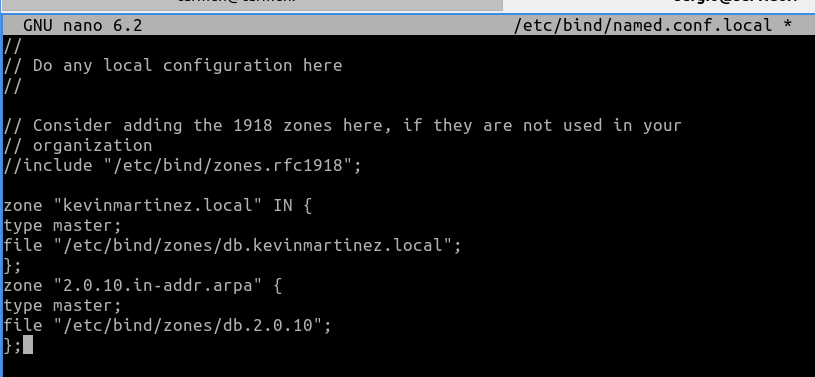 GNU nano 6.2 /etc/bind/named.conf.local *
//
// Do any local configuration here
//
// Consider adding the 1918 zones here, if they are not used in your
// organization
//include "/etc/bind/zones.rfc1918";
zone "kevinmartinez.local" IN {
type master;
file "/etc/bind/zones/db.kevinmartinez.local";
};
zone "2.0.10.in-addr.arpa" {
type master;
file "/etc/bind/zones/db.2.0.10";
};